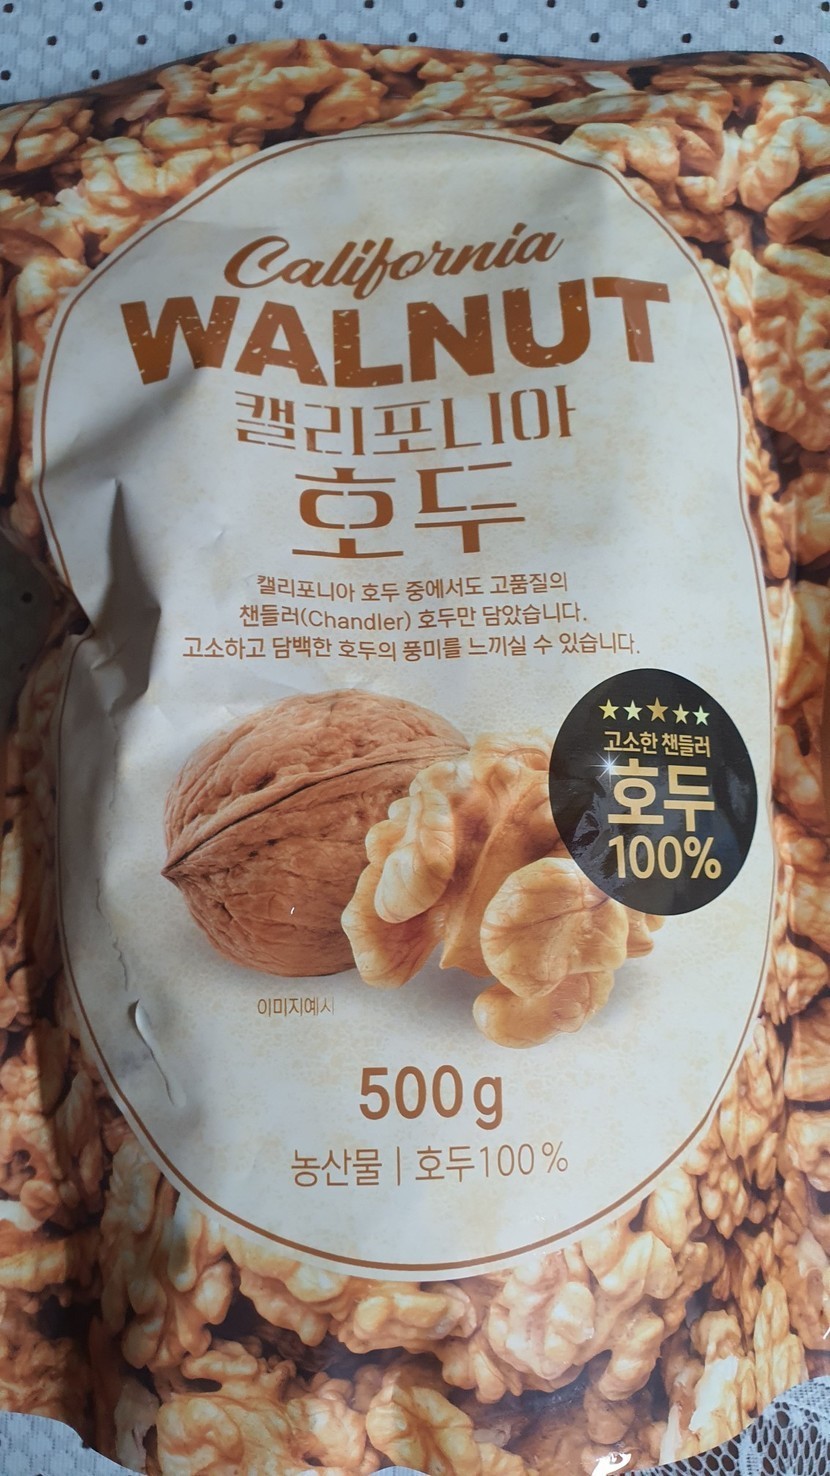 California
WALNUT
캘리포니아
호두
캘리포니아 호두 중에서도 고품질의
챈들러(Chandler) 호두만 담았습니다.
고소하고 담백한 호두의 풍미를 느끼실 수 있습니다.
고소한 챈들러
호두
100%
이미지예시
500g
농산물 | 호두100%